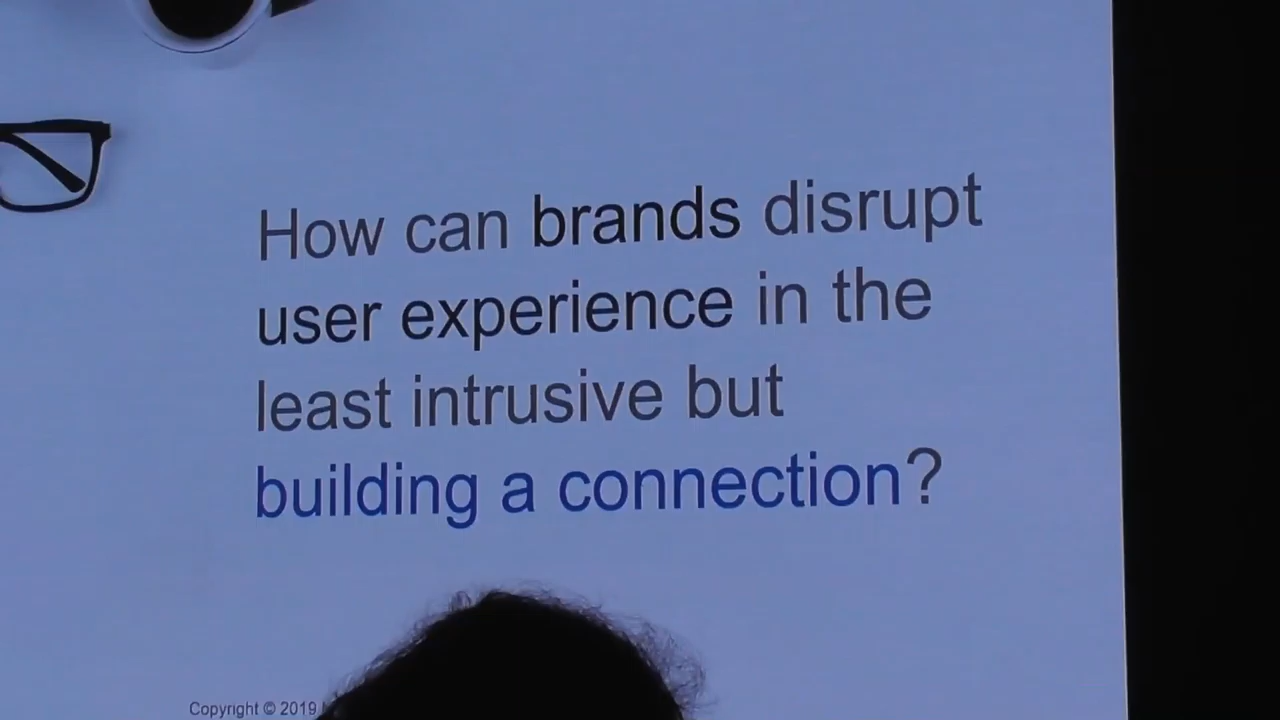 How can brands disrupt
user experience in the
least intrusive but
building a connection?
Copyright © 2019